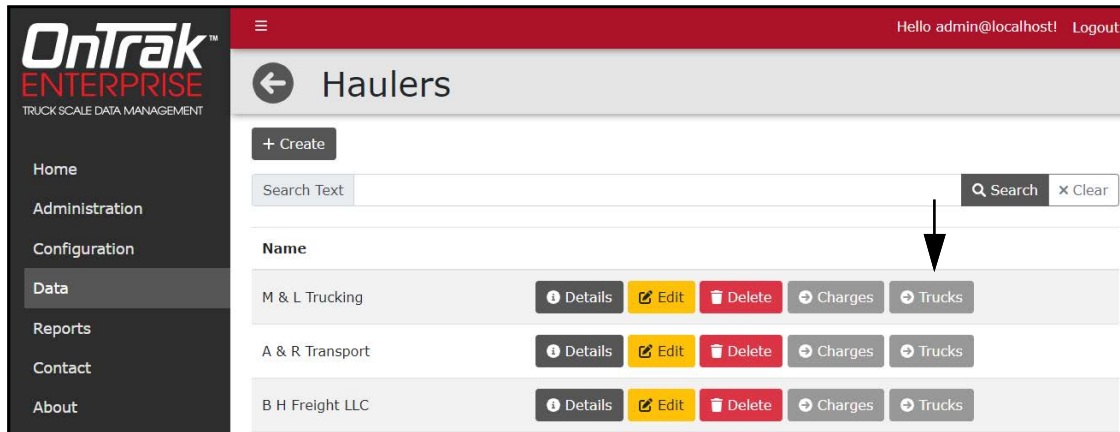 OnTrak™
ENTERPRISE
TRUCK SCALE DATA MANAGEMENT
Home
Administration
Configuration
Data
Reports
Contact
About
Hello admin@localhost! Logout
Haulers
+ Create
Search Text Search × Clear
Name
M & L Trucking Details Edit Delete Charges Trucks
A & R Transport Details Edit Delete Charges Trucks
B H Freight LLC Details Edit Delete Charges Trucks